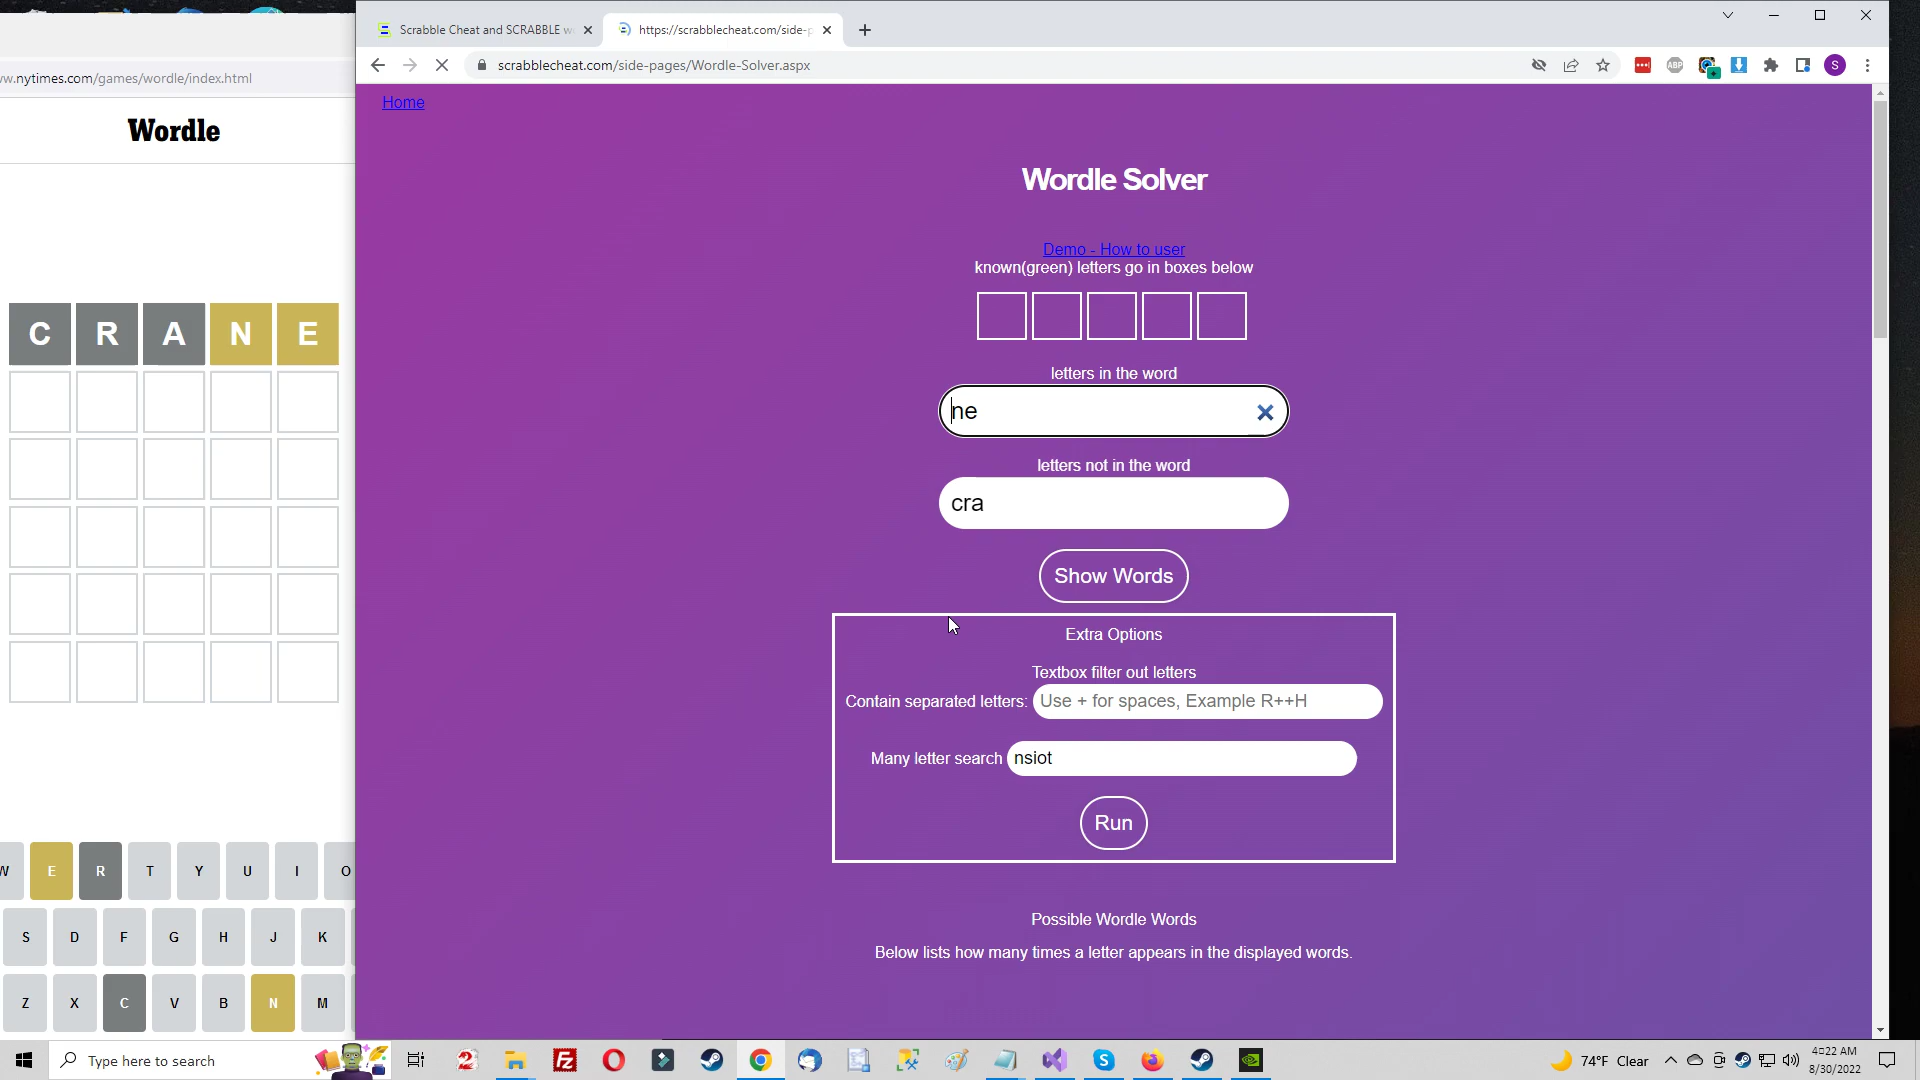 Scrabble Cheat and SCRABBLE w
https://scrabblecheat.com/side-p
w.nytimes.com/games/wordle/index.html
scrabblecheat.com/side-pages/Wordle-Solver.aspx
ABP
S
Home
Wordle
Wordle Solver
Demo - How to user
known(green) letters go in boxes below
C R A N E
letters in the word
ne
letters not in the word
cra
Show Words
Extra Options
Textbox filter out letters
Contain separated letters: Use + for spaces, Example R++H
Many letter search nsiot
Run
Possible Wordle Words
Below lists how many times a letter appears in the displayed words.
W E R T Y U I O
S D F G H J K
Z X C V B N M
Type here to search
74°F Clear
4:22 AM
8/30/2022